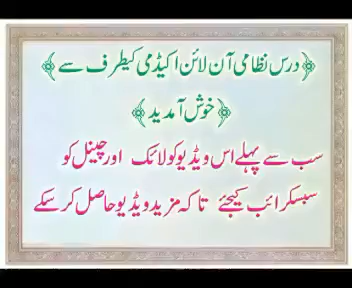 ﴿درس نظامی آن لائن اکیڈمی کیطرف سے﴾
﴿خوش آمدید﴾
سب سے پہلے اس ویڈیو کو لائک اور چینل کو
سبسکرائب کیجئے تاکہ مزید ویڈیو حاصل کر سکے